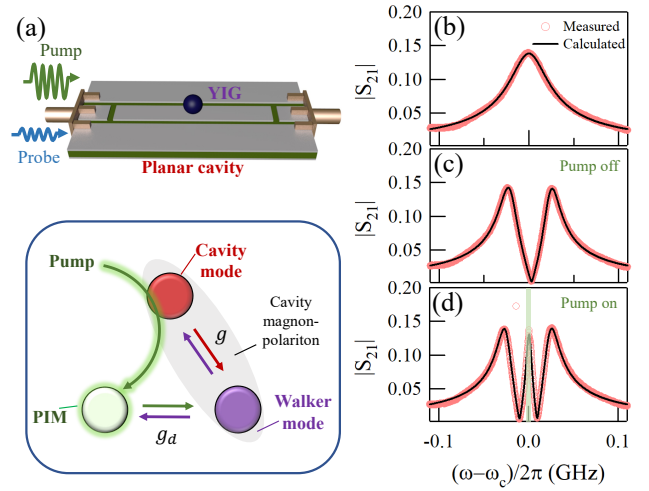 (a)
Pump
YIG
Probe
Planar cavity
Pump
Cavity
mode
g
Cavity
magnon-
polariton
PIM
g_d
Walker
mode
(b)
Measured
Calculated
|S21|
0.20
0.15
0.10
0.05
(c)
Pump off
|S21|
0.20
0.15
0.10
0.05
(d)
Pump on
|S21|
0.20
0.15
0.10
0.05
-0.1
0.0
0.1
(ω−ω_c)/2π (GHz)